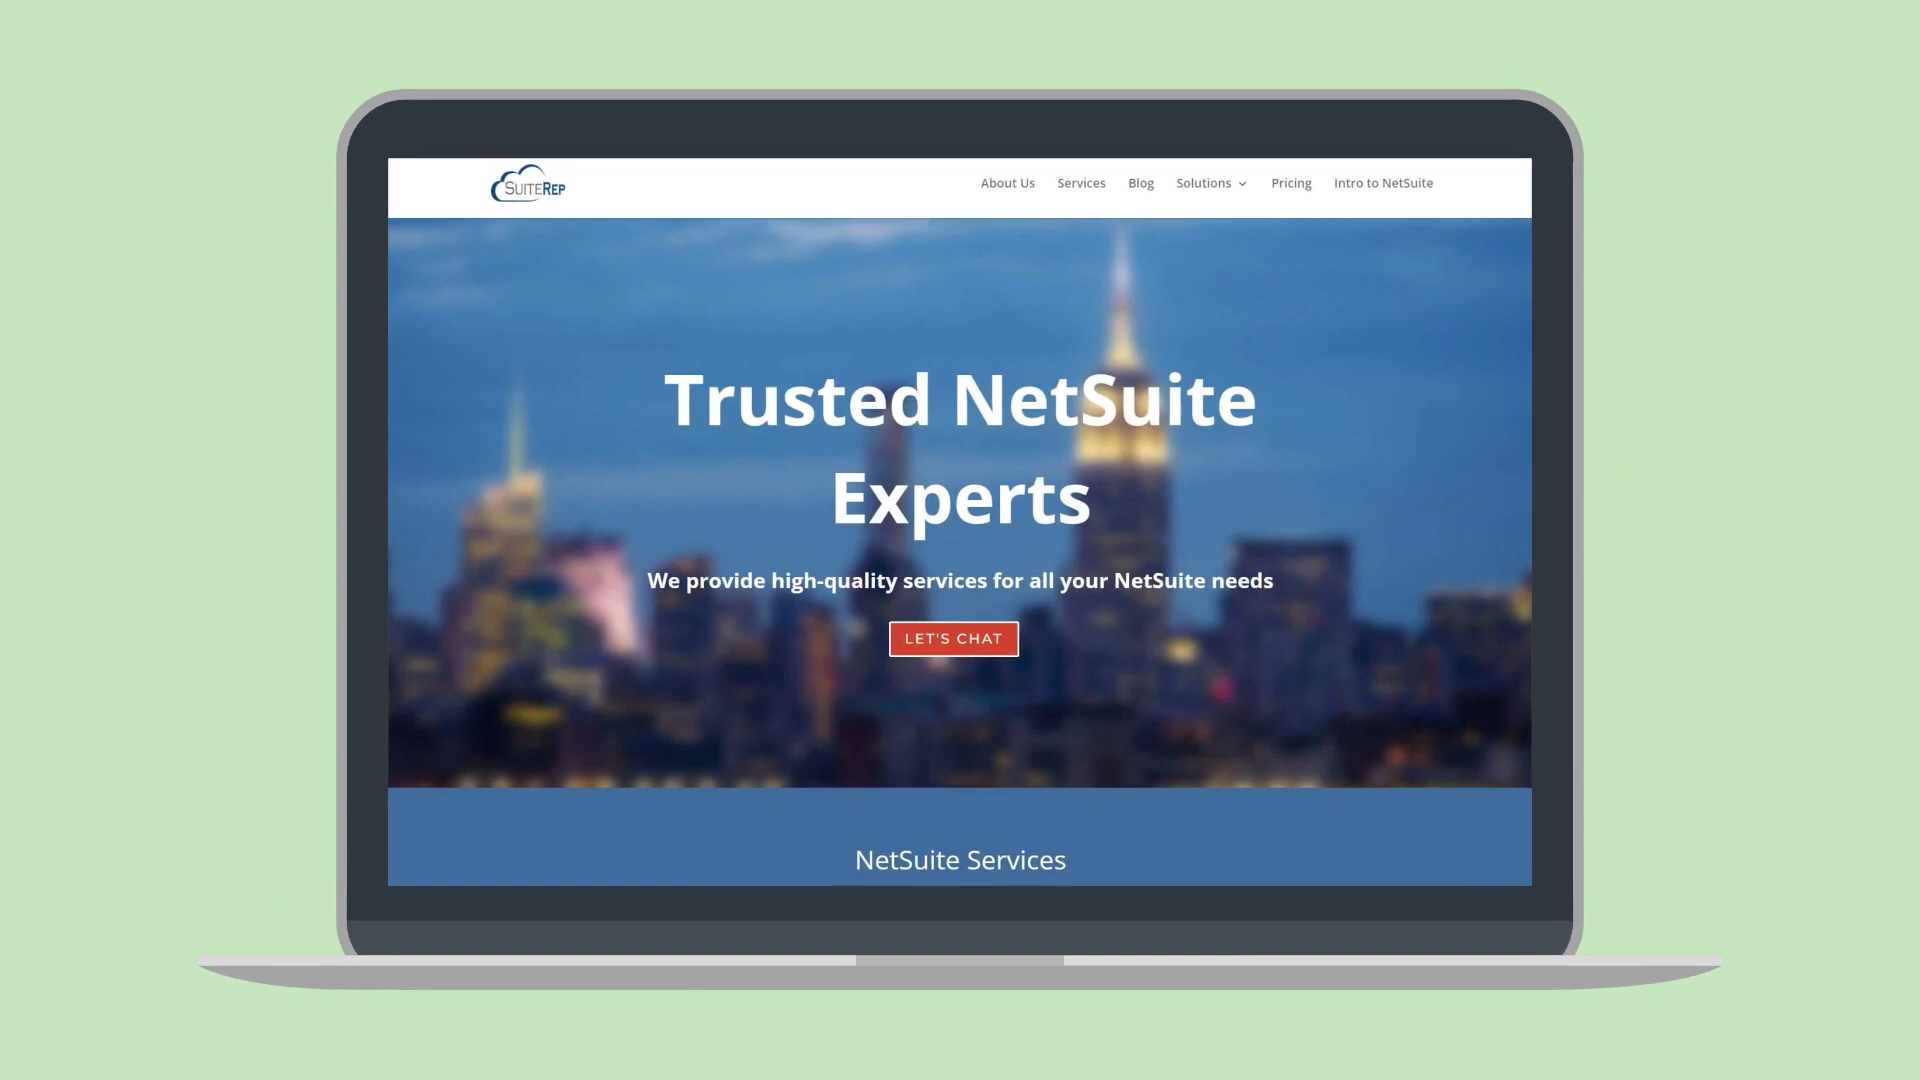 SUITEREP
About Us Services Blog Solutions Pricing Intro to NetSuite
Trusted NetSuite
Experts
We provide high-quality services for all your NetSuite needs
LET'S CHAT
NetSuite Services